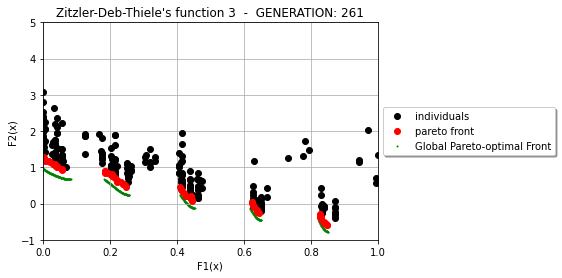 Zitzler-Deb-Thiele's function 3 - GENERATION: 261
5
4
3
2
1
0
−1
F2(x)
0.0 0.2 0.4 0.6 0.8 1.0
F1(x)
individuals
pareto front
Global Pareto-optimal Front